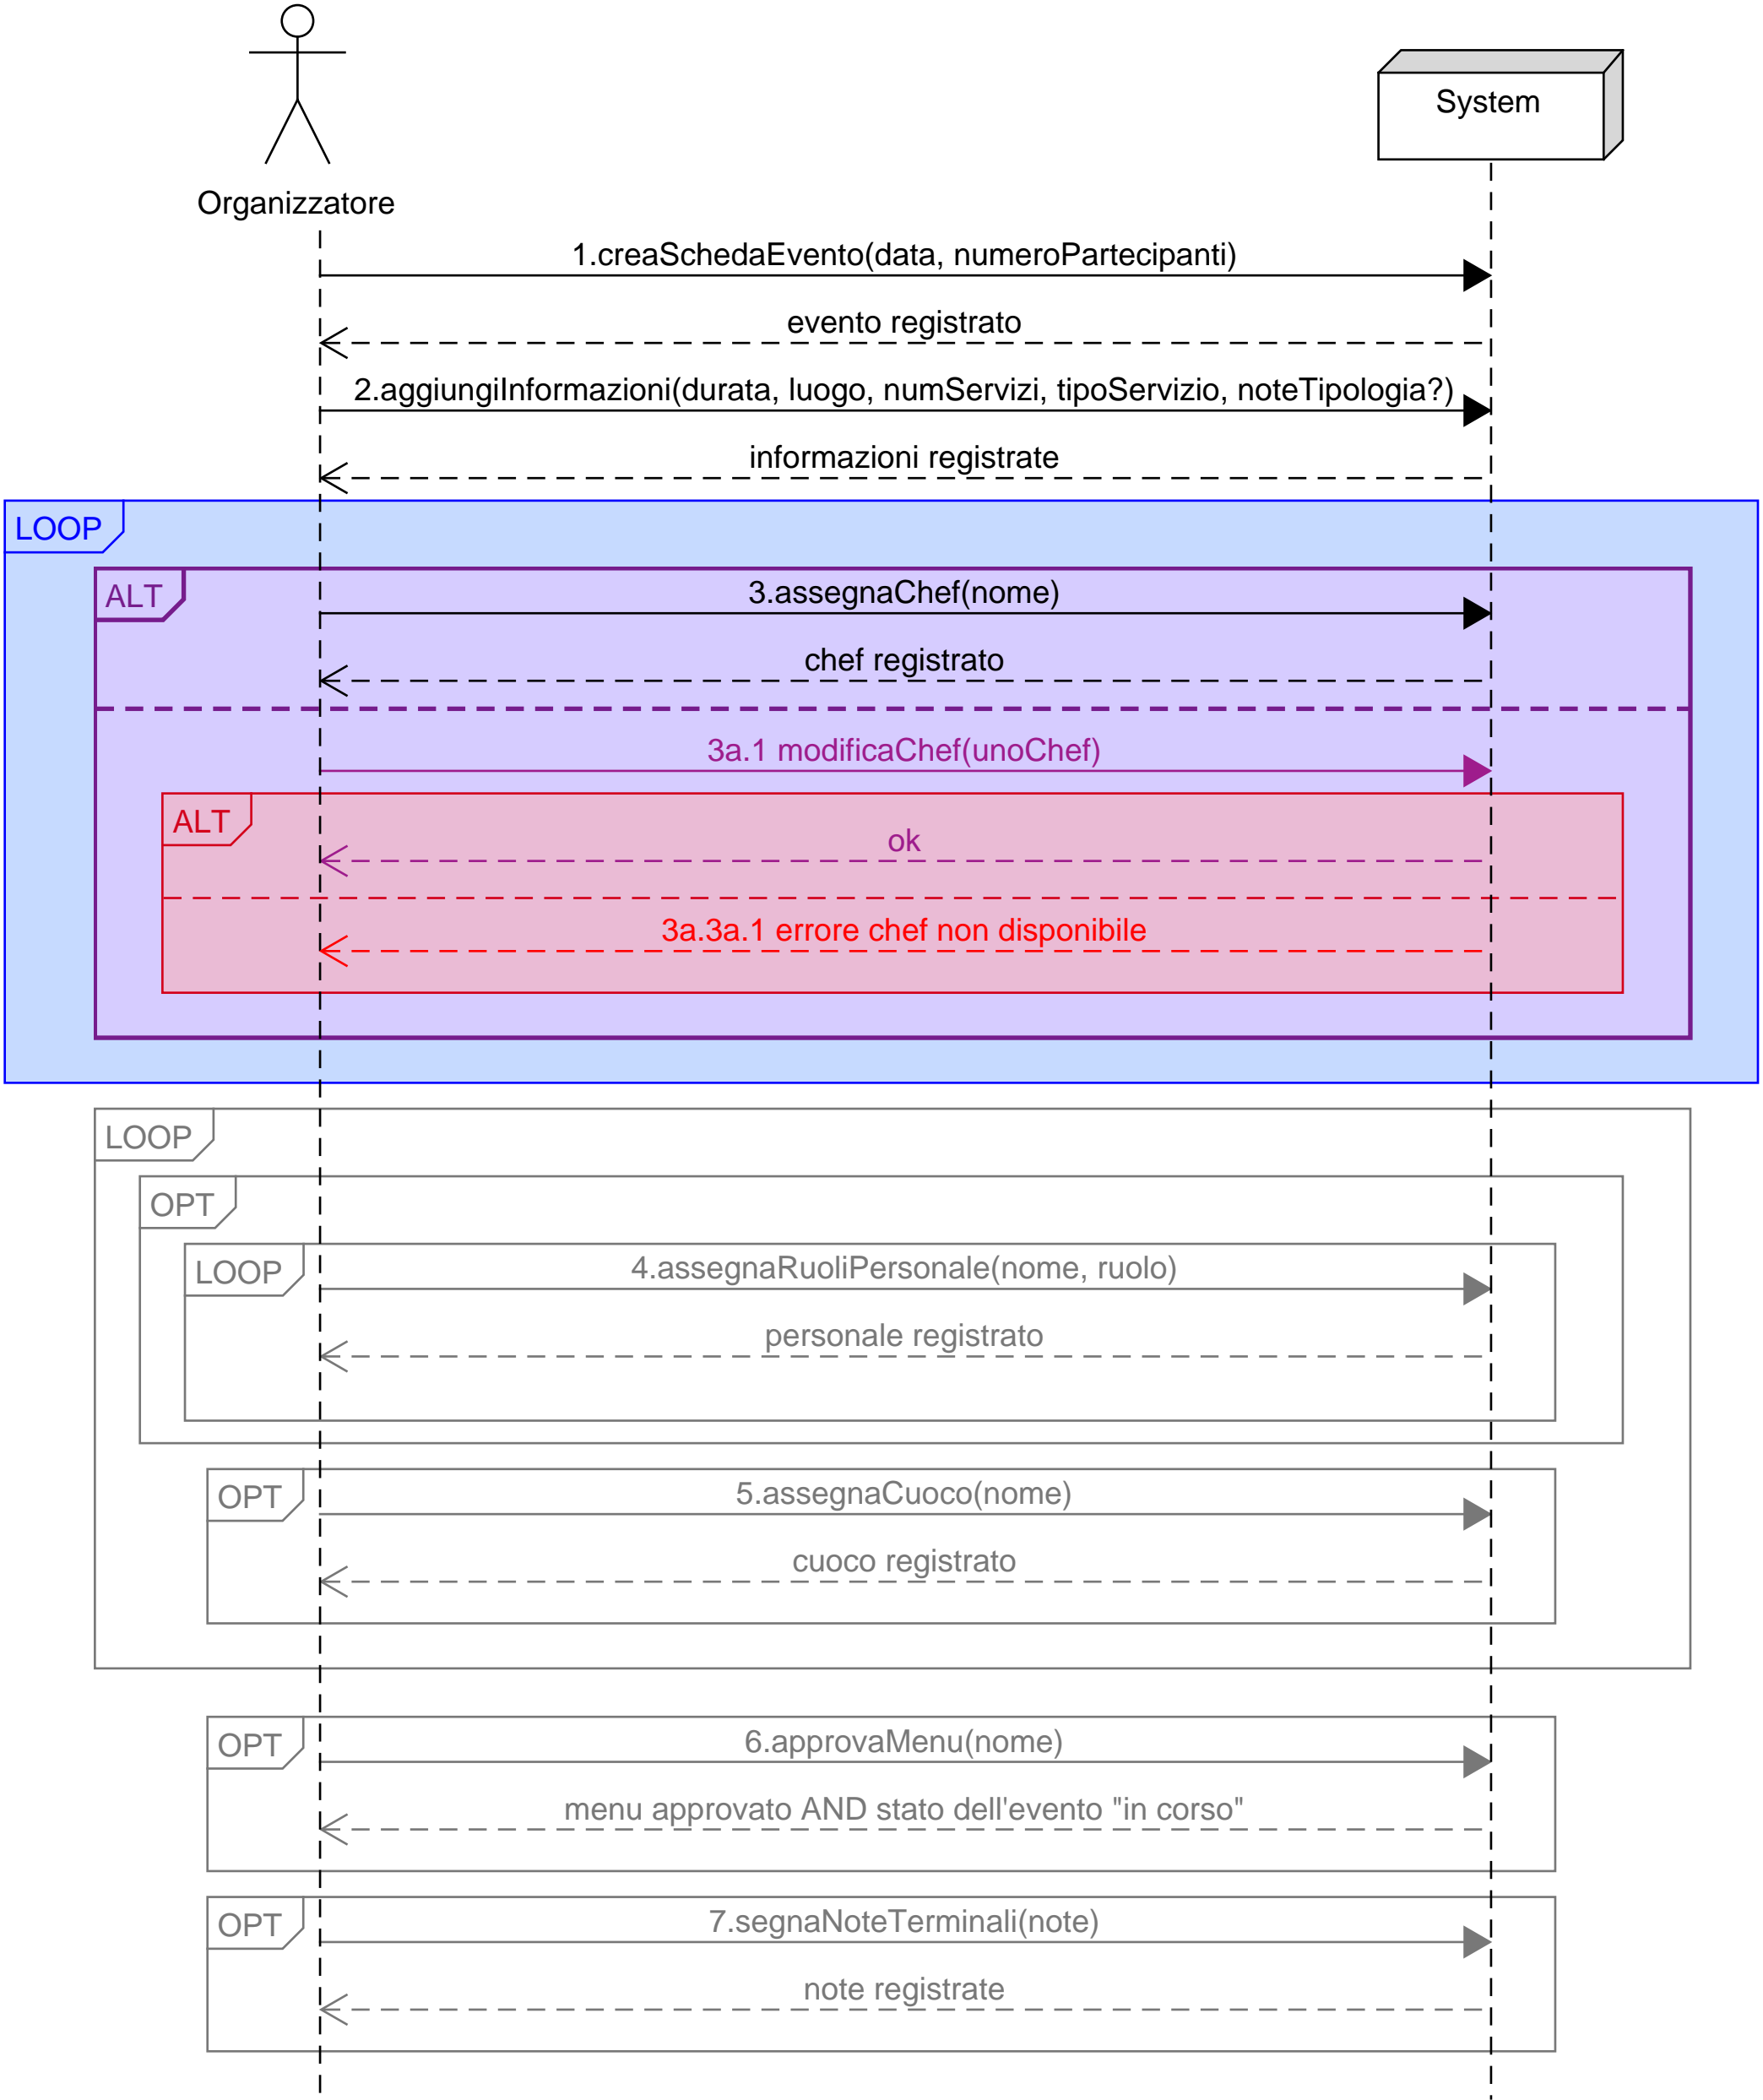 System
Organizzatore
1.creaSchedaEvento(data, numeroPartecipanti)
evento registrato
2.aggiungiInformazioni(durata, luogo, numServizi, tipoServizio, noteTipologia?)
informazioni registrate
LOOP
ALT
3.assegnaChef(nome)
chef registrato
3a.1 modificaChef(unoChef)
ALT
ok
3a.3a.1 errore chef non disponibile
LOOP
OPT
LOOP
4.assegnaRuoliPersonale(nome, ruolo)
personale registrato
OPT
5.assegnaCuoco(nome)
cuoco registrato
OPT
6.approvaMenu(nome)
menu approvato AND stato dell'evento "in corso"
OPT
7.segnaNoteTerminali(note)
note registrate